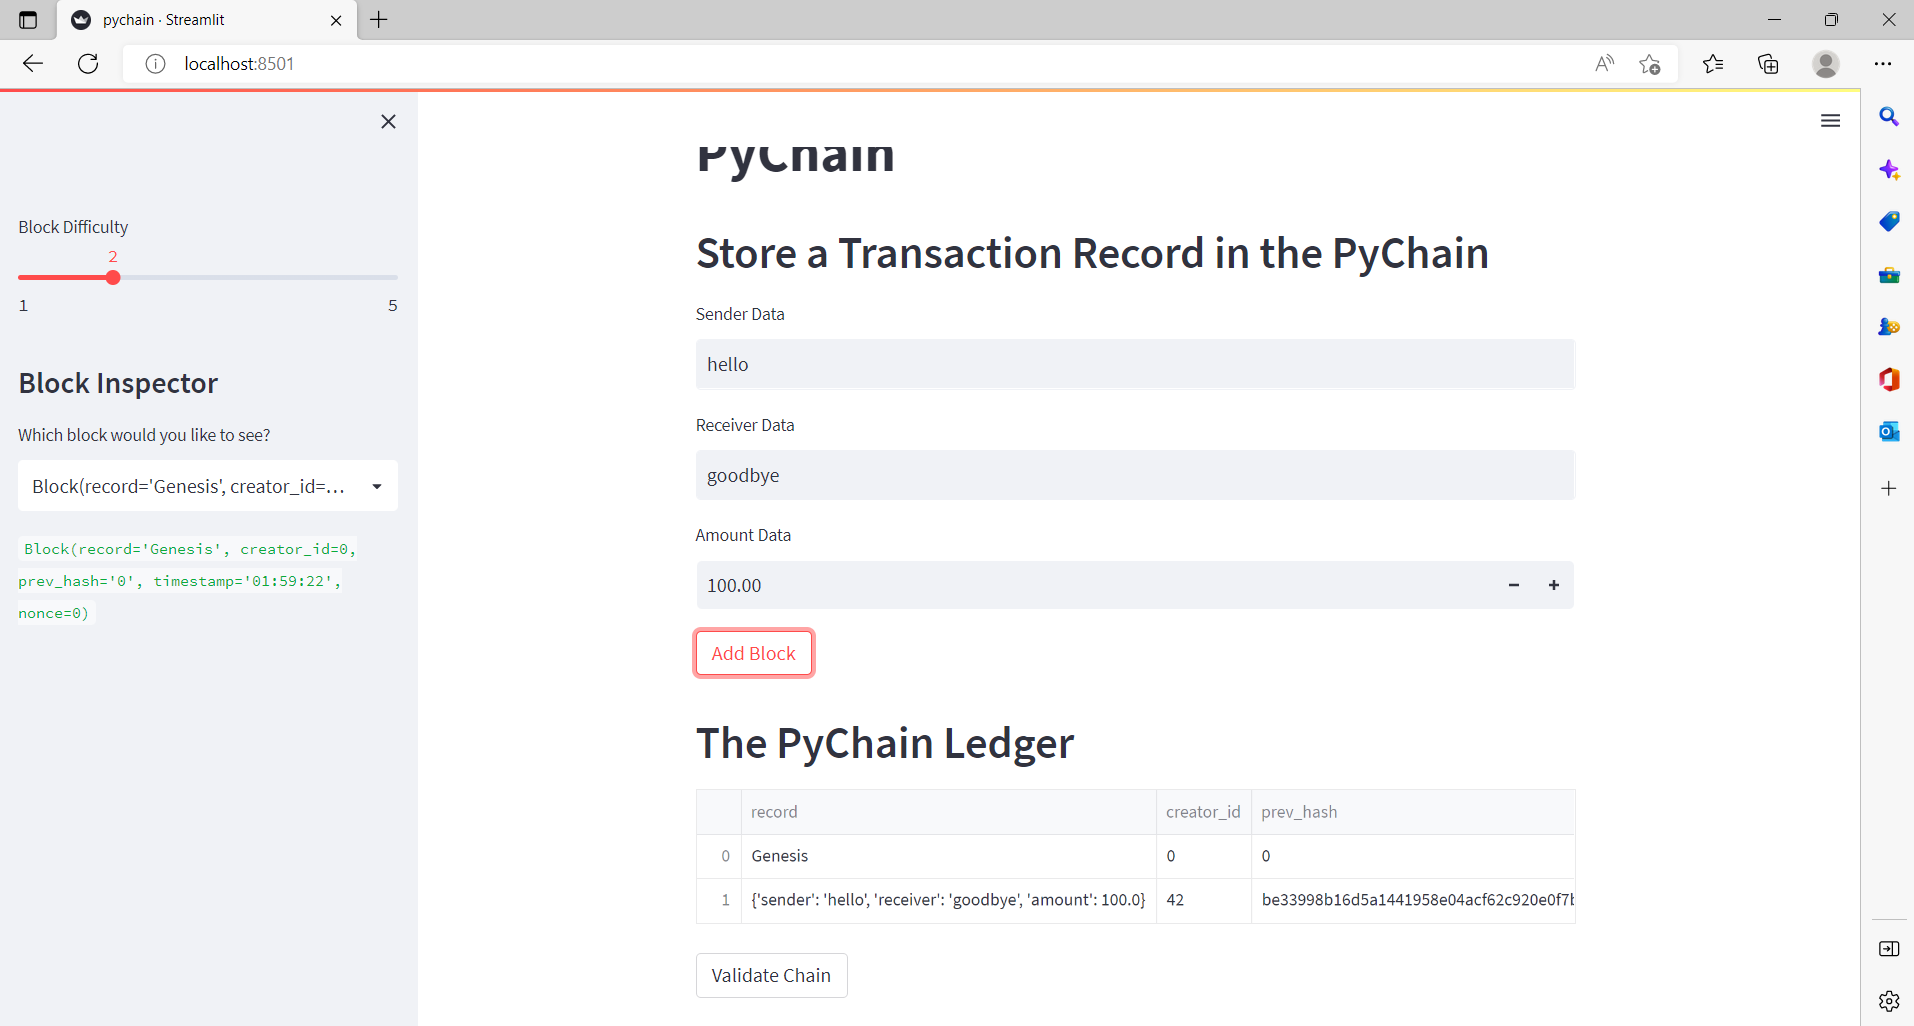 pychain · Streamlit
localhost:8501
Block Difficulty
2
1 5
Block Inspector
Which block would you like to see?
Block(record='Genesis', creator_id=...
Block(record='Genesis', creator_id=0,
prev_hash='0', timestamp='01:59:22',
nonce=0)
PyChain
Store a Transaction Record in the PyChain
Sender Data
hello
Receiver Data
goodbye
Amount Data
100.00
Add Block
The PyChain Ledger
record creator_id prev_hash
0 Genesis 0 0
1 {'sender': 'hello', 'receiver': 'goodbye', 'amount': 100.0} 42 be33998b16d5a1441958e04acf62c920e0f7b
Validate Chain